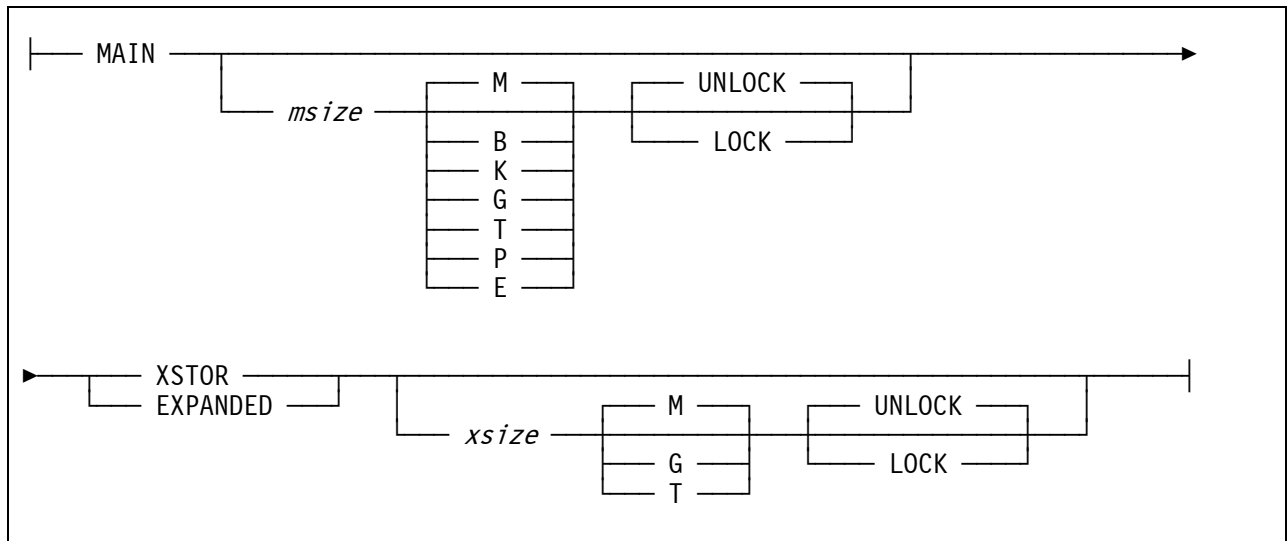 MAIN
M UNLOCK
msize
B LOCK
K
G
T
P
E
XSTOR M UNLOCK
EXPANDED
xsize
G LOCK
T